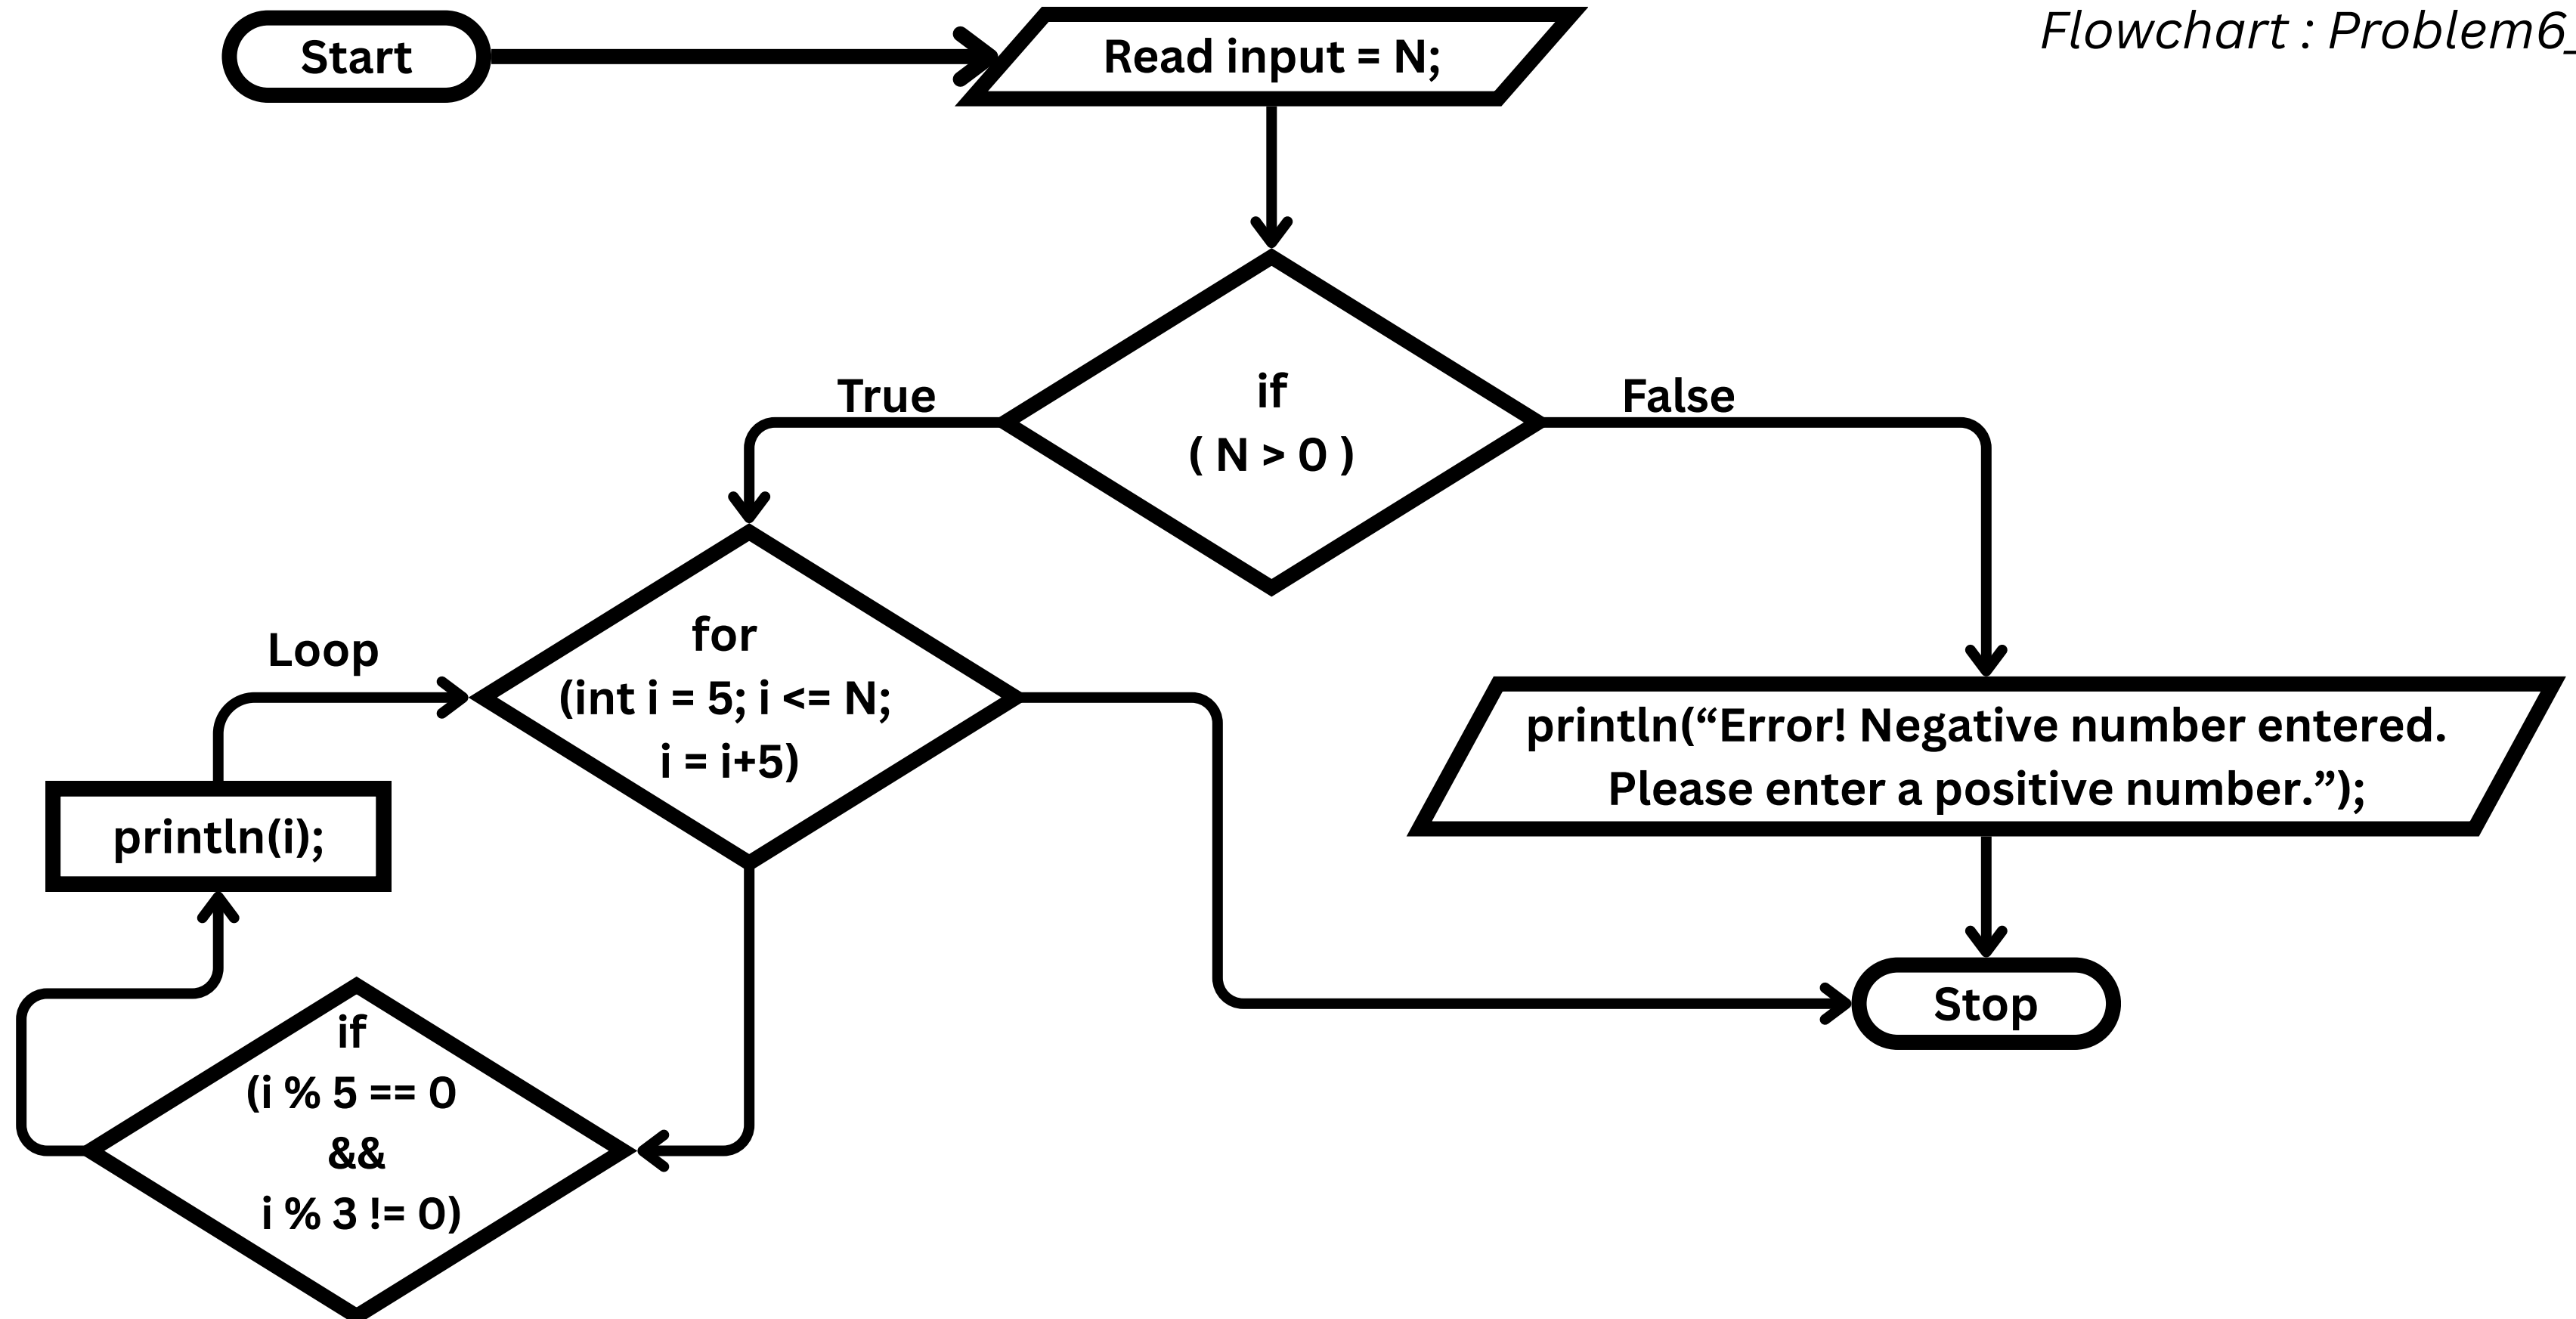 Start
Read input = N;
Flowchart : Problem6_
if
( N > 0 )
True
False
for
(int i = 5; i <= N;
i = i+5)
Loop
println(“Error! Negative number entered.
Please enter a positive number.”);
println(i);
Stop
if
(i % 5 == 0
&&
i % 3 != 0)